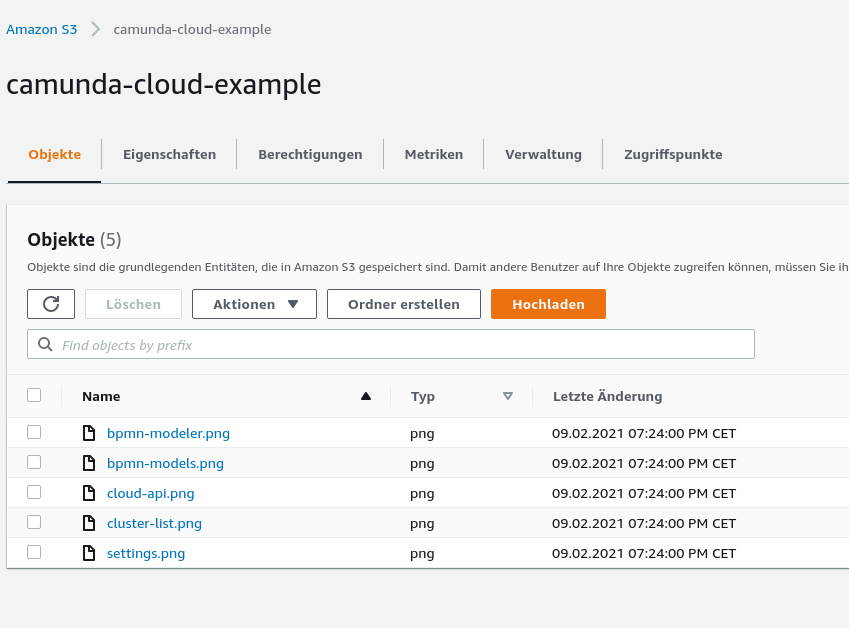 Amazon S3 > camunda-cloud-example
camunda-cloud-example
Objekte Eigenschaften Berechtigungen Metriken Verwaltung Zugriffspunkte
Objekte (5)
Objekte sind die grundlegenden Entitäten, die in Amazon S3 gespeichert sind. Damit andere Benutzer auf Ihre Objekte zugreifen können, müssen Sie ih
Löschen Aktionen Ordner erstellen Hochladen
Find objects by prefix
Name Typ Letzte Änderung
bpmn-modeler.png png 09.02.2021 07:24:00 PM CET
bpmn-models.png png 09.02.2021 07:24:00 PM CET
cloud-api.png png 09.02.2021 07:24:00 PM CET
cluster-list.png png 09.02.2021 07:24:00 PM CET
settings.png png 09.02.2021 07:24:00 PM CET